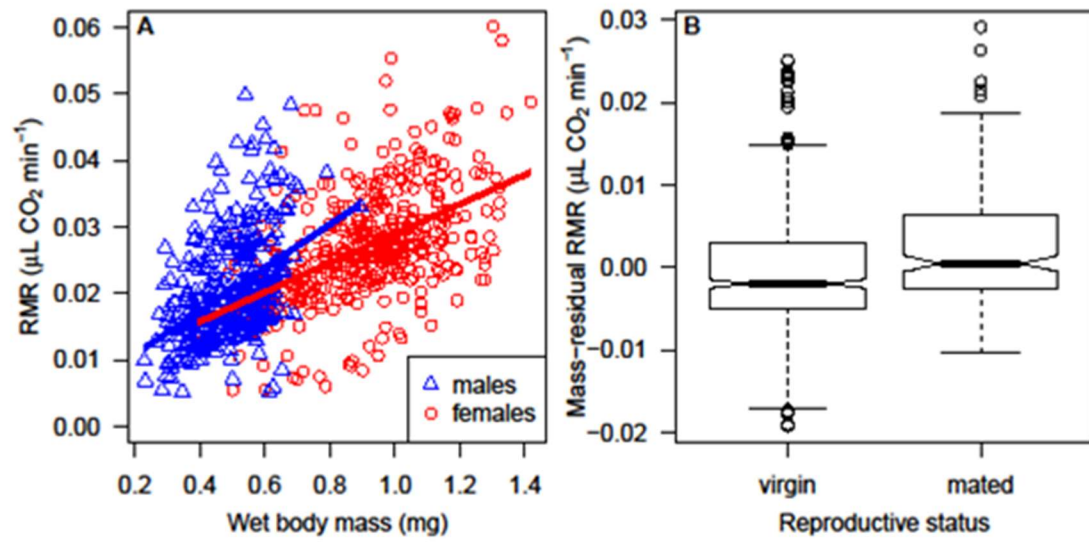 A
RMR (µL CO₂ min⁻¹)
0.06
0.05
0.04
0.03
0.02
0.01
0.00
males
females
0.2 0.4 0.6 0.8 1.0 1.2 1.4
Wet body mass (mg)
B
Mass-residual RMR (µL CO₂ min⁻¹)
0.03
0.02
0.01
0.00
−0.01
−0.02
virgin mated
Reproductive status